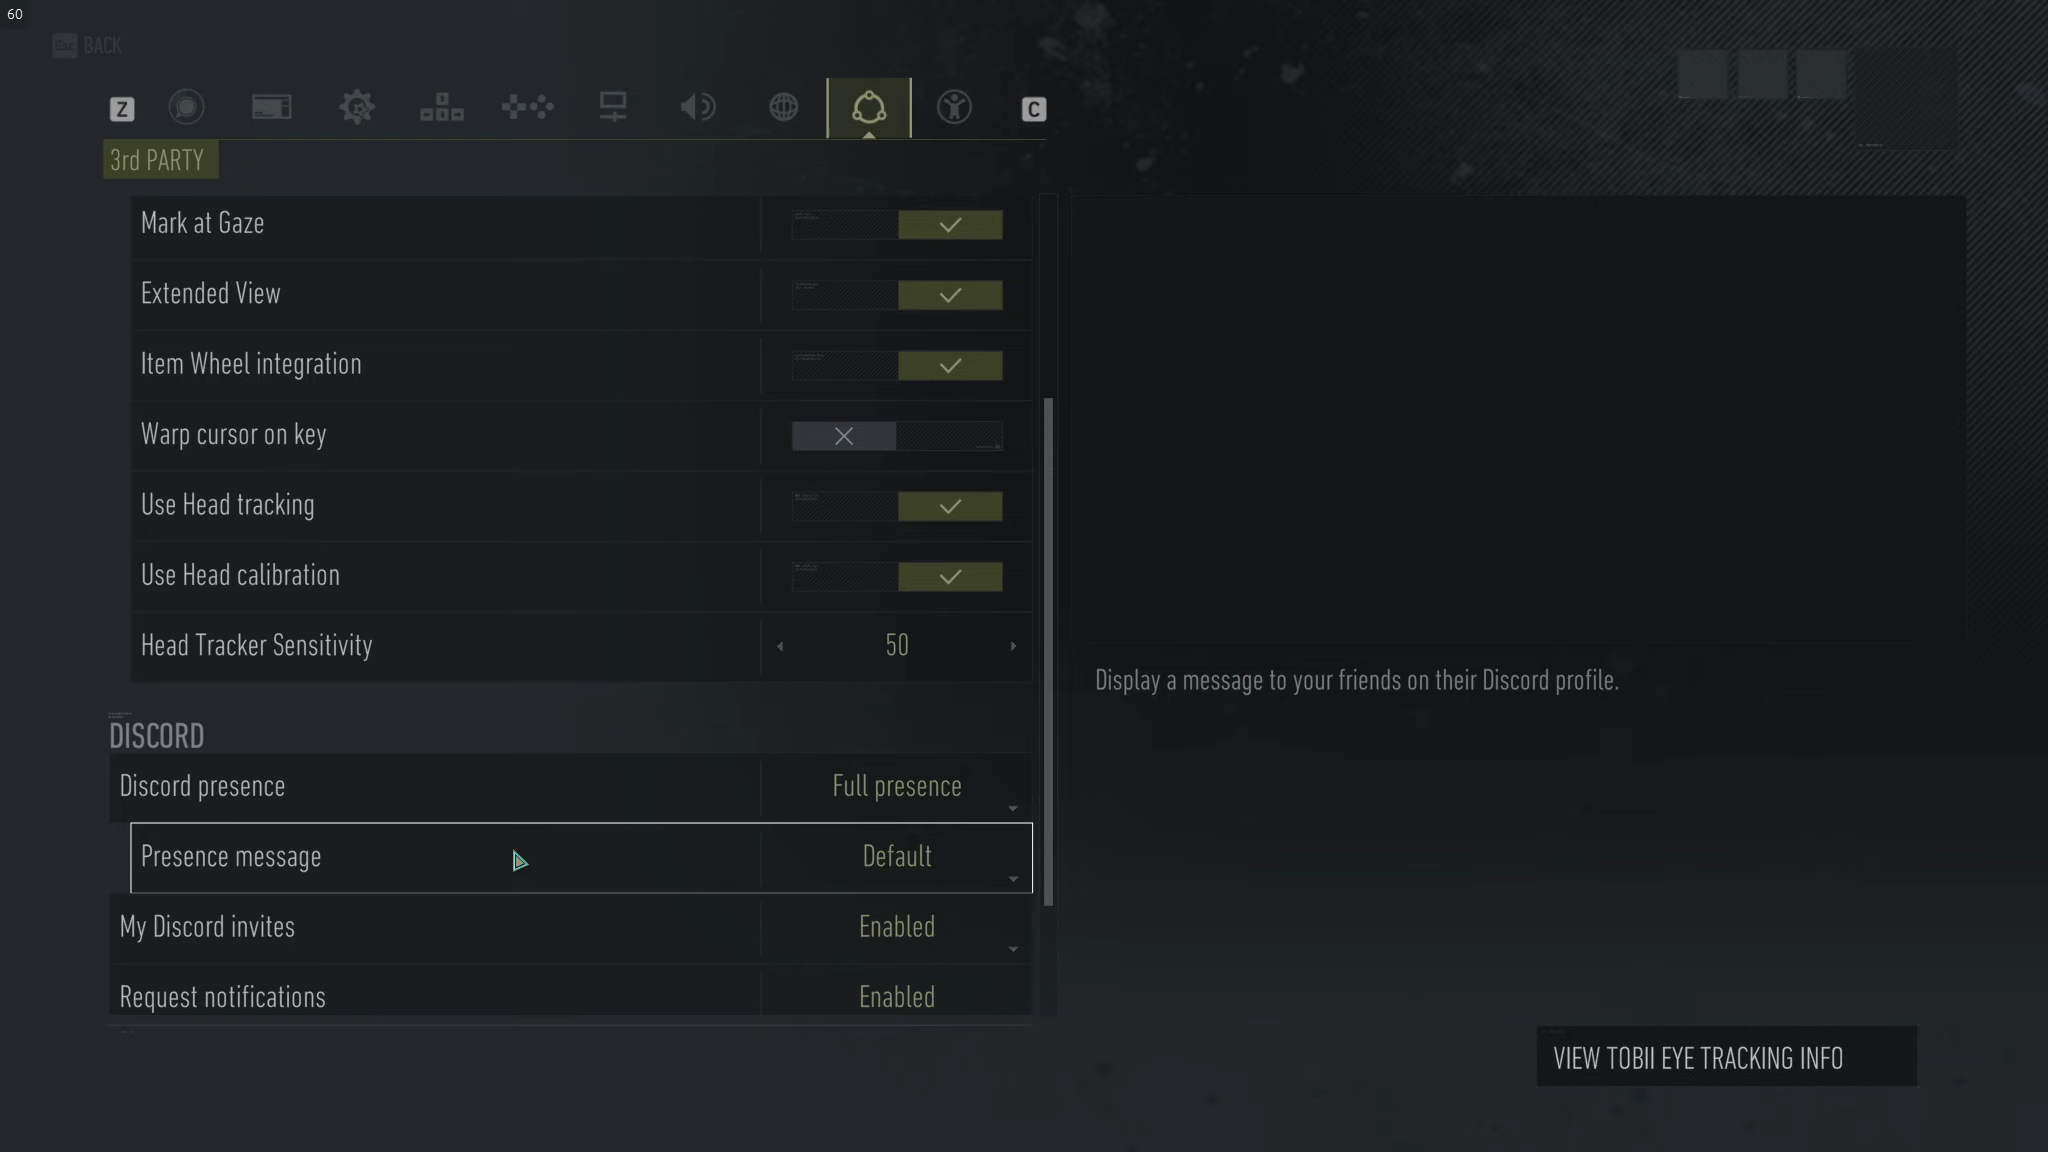 60
Esc BACK
Z
C
3rd PARTY
Mark at Gaze
Extended View
Item Wheel integration
Warp cursor on key
Use Head tracking
Use Head calibration
Head Tracker Sensitivity 50
Display a message to your friends on their Discord profile.
DISCORD
Discord presence Full presence
Presence message Default
My Discord invites Enabled
Request notifications Enabled
VIEW TOBII EYE TRACKING INFO